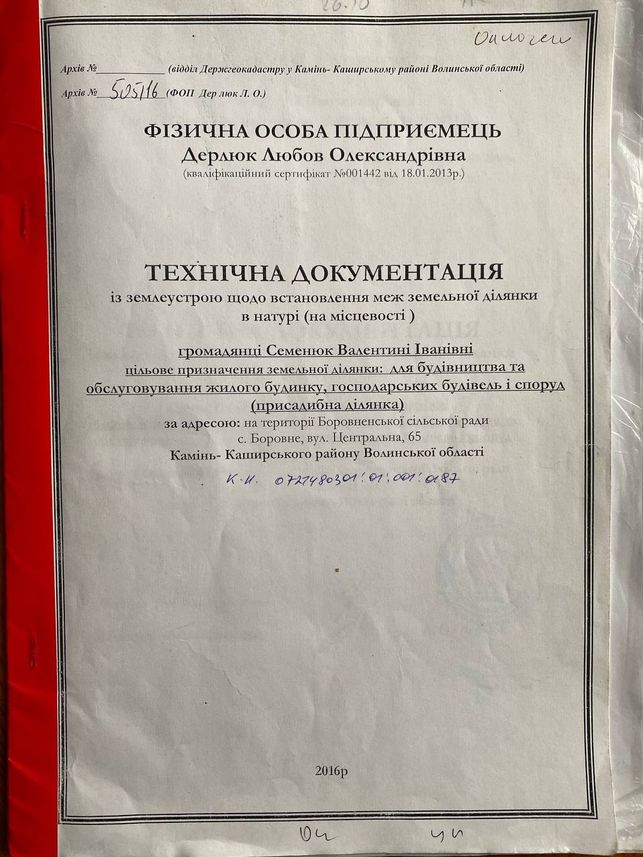 Оплочен
Архів №____________ (відділ Держгеокадастру у Камінь- Каширському районі Волинської області)
Архів № 505/16 (ФОП Дер люк Л. О.)
ФІЗИЧНА ОСОБА ПІДПРИЄМЕЦЬ
Дерлюк Любов Олександрівна
(кваліфікаційний сертифікат №001442 від 18.01.2013р.)
ТЕХНІЧНА ДОКУМЕНТАЦІЯ
із землеустрою щодо встановлення меж земельної ділянки
в натурі (на місцевості )
громадянці Семенюк Валентині Іванівні
цільове призначення земельної ділянки: для будівництва та
обслуговування жилого будинку, господарських будівель і споруд
(присадибна ділянка)
за адресою: на території Боровненської сільської ради
с. Боровне, вул. Центральна, 65
Камінь- Каширського району Волинської області
К.Н. 0721480301:01:001:0187
2016р